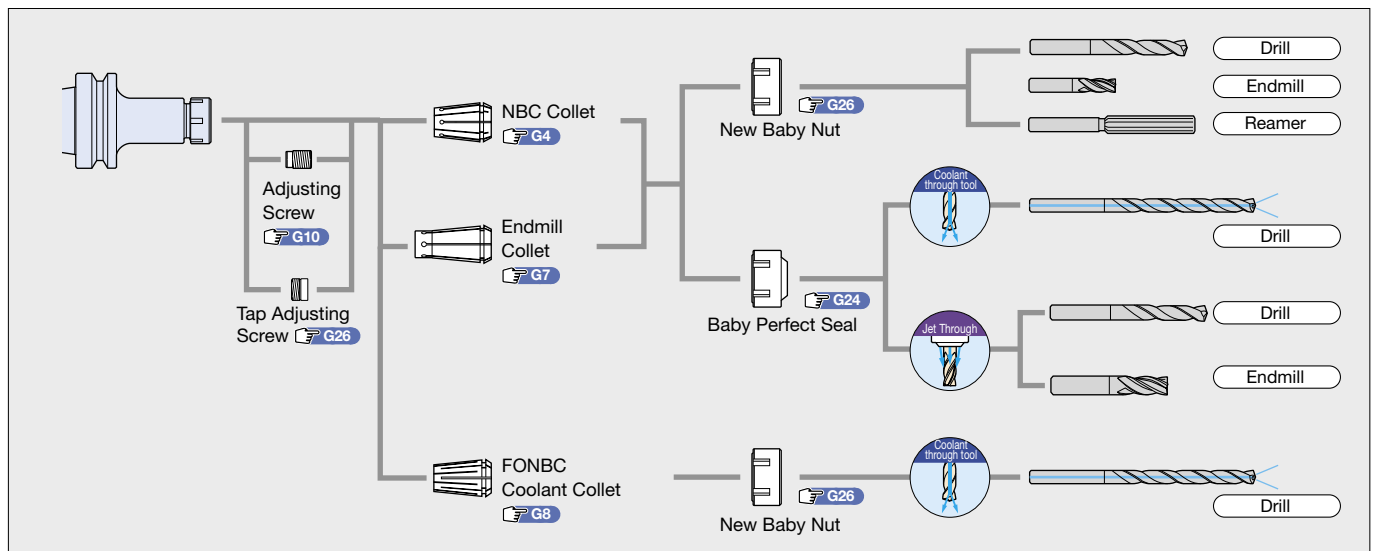 NBC Collet
G4
Adjusting
Screw
G10
Tap Adjusting
Screw G26
Endmill
Collet
G7
FONBC
Coolant Collet
G8
G26
New Baby Nut
G24
Baby Perfect Seal
G26
New Baby Nut
Drill
Endmill
Reamer
Coolant
through tool
Drill
Jet Through
Drill
Endmill
Coolant
through tool
Drill